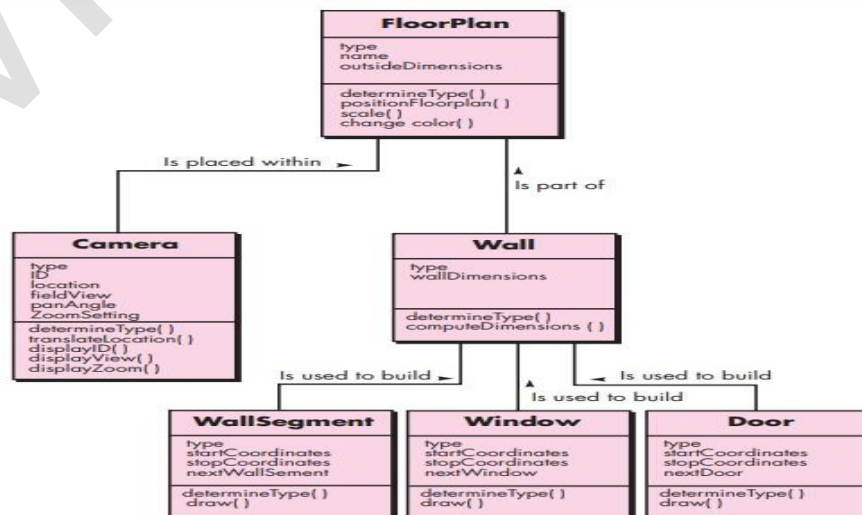 FloorPlan
type
name
outsideDimensions
determineType( )
positionFloorplan( )
scale( )
change color( )
Is placed within
Is part of
Camera
type
ID
location
fieldView
panAngle
ZoomSetting
determineType( )
translateLocation( )
displayID( )
displayView( )
displayZoom( )
Wall
type
wallDimensions
determineType( )
computeDimensions ( )
Is used to build
Is used to build
Is used to build
WallSegment
type
startCoordinates
stopCoordinates
nextWallSement
determineType( )
draw( )
Window
type
startCoordinates
stopCoordinates
nextWindow
determineType( )
draw( )
Door
type
startCoordinates
stopCoordinates
nextDoor
determineType( )
draw( )